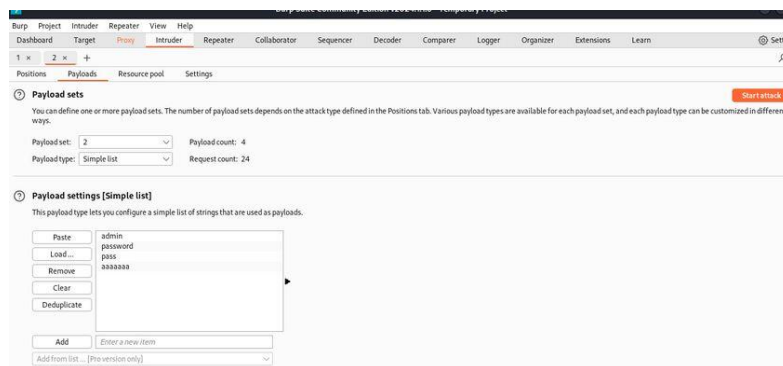 Burp Project Intruder Repeater View Help
Dashboard Target Proxy Intruder Repeater Collaborator Sequencer Decoder Comparer Logger Organizer Extensions Learn
1 × 2 × +
Positions Payloads Resource pool Settings
Payload sets
Start attack
You can define one or more payload sets. The number of payload sets depends on the attack type defined in the Positions tab. Various payload types are available for each payload set, and each payload type can be customized in differen
ways.
Payload set: 2 Payload count: 4
Payload type: Simple list Request count: 24
Payload settings [Simple list]
This payload type lets you configure a simple list of strings that are used as payloads.
Paste
Load...
Remove
Clear
Deduplicate
admin
password
pass
aaaaaaa
Add Enter a new item
Add from list ... [Pro version only]